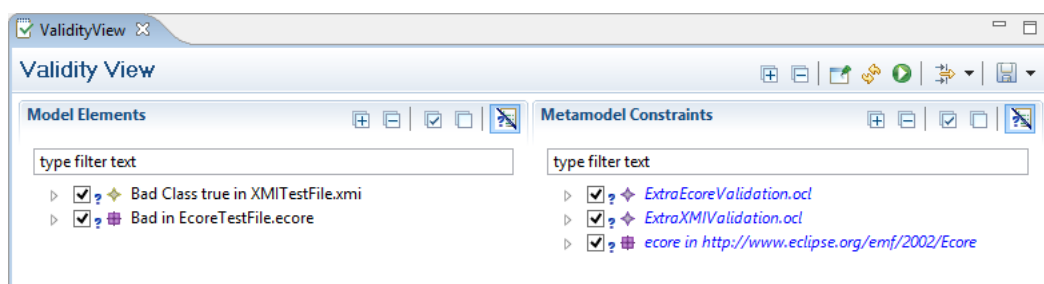 ValidityView
Validity View
Model Elements
type filter text
Bad Class true in XMITestFile.xmi
Bad in EcoreTestFile.ecore
Metamodel Constraints
type filter text
ExtraEcoreValidation.ocl
ExtraXMIValidation.ocl
ecore in http://www.eclipse.org/emf/2002/Ecore